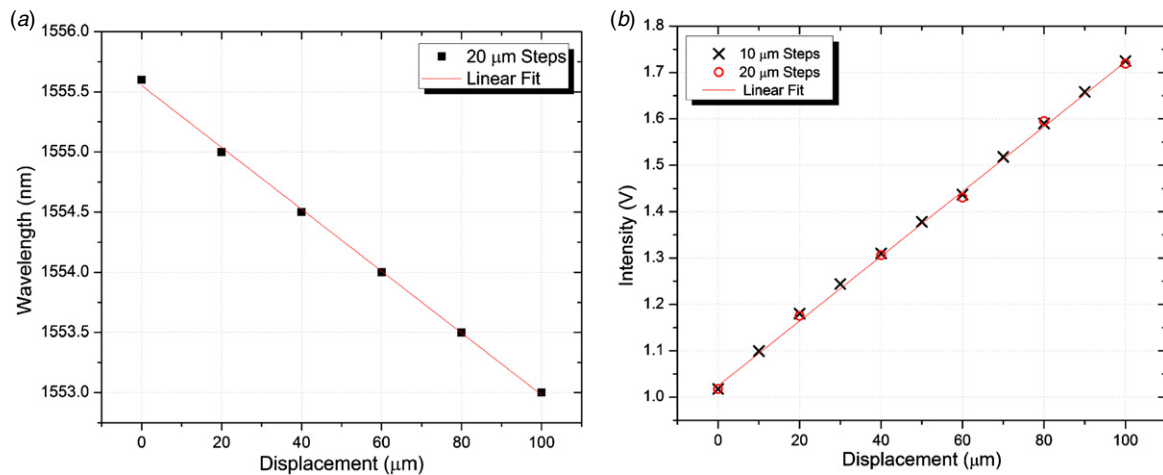 (a)
1556.0
1555.5
1555.0
1554.5
1554.0
1553.5
1553.0
Wavelength (nm)
20 μm Steps
Linear Fit
0 20 40 60 80 100
Displacement (μm)
(b)
1.8
1.7
1.6
1.5
1.4
1.3
1.2
1.1
1.0
Intensity (V)
10 μm Steps
20 μm Steps
Linear Fit
0 20 40 60 80 100
Displacement (μm)